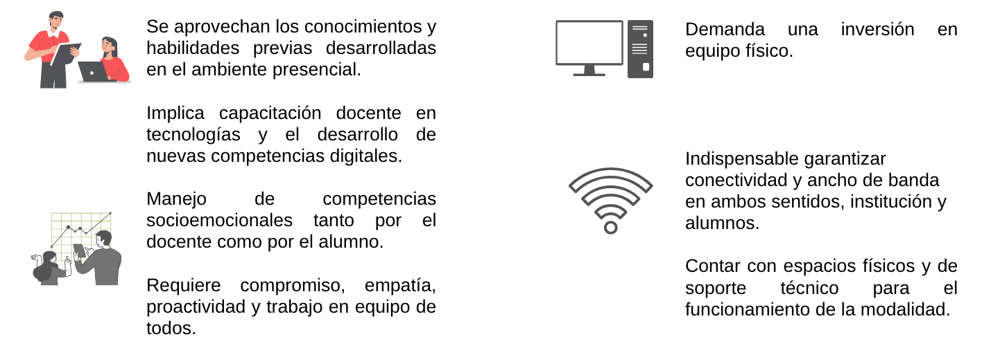 Se aprovechan los conocimientos y
habilidades previas desarrolladas
en el ambiente presencial.
Implica capacitación docente en
tecnologías y el desarrollo de
nuevas competencias digitales.
Manejo de competencias
socioemocionales tanto por el
docente como por el alumno.
Requiere compromiso, empatía,
proactividad y trabajo en equipo de
todos.
Demanda una inversión en
equipo físico.
Indispensable garantizar
conectividad y ancho de banda
en ambos sentidos, institución y
alumnos.
Contar con espacios físicos y de
soporte técnico para el
funcionamiento de la modalidad.